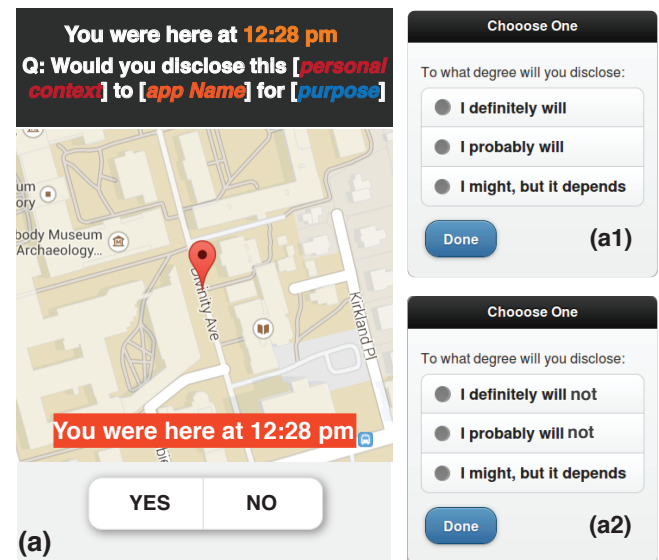 You were here at 12:28 pm
Q: Would you disclose this [personal
context] to [app Name] for [purpose]
um
ory
body Museum
Archaeology...
Divinity Ave
Kirkland Pl
You were here at 12:28 pm
YES NO
(a)
Chooose One
To what degree will you disclose:
I definitely will
I probably will
I might, but it depends
Done
(a1)
Chooose One
To what degree will you disclose:
I definitely will not
I probably will not
I might, but it depends
Done
(a2)